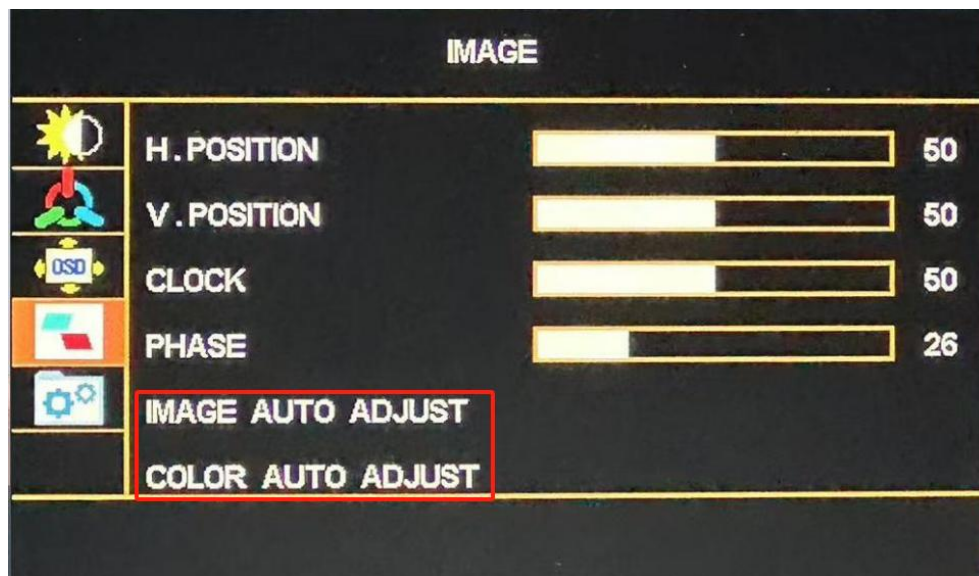 IMAGE
H.POSITION 50
V.POSITION 50
OSD
CLOCK 50
PHASE 26
IMAGE AUTO ADJUST
COLOR AUTO ADJUST